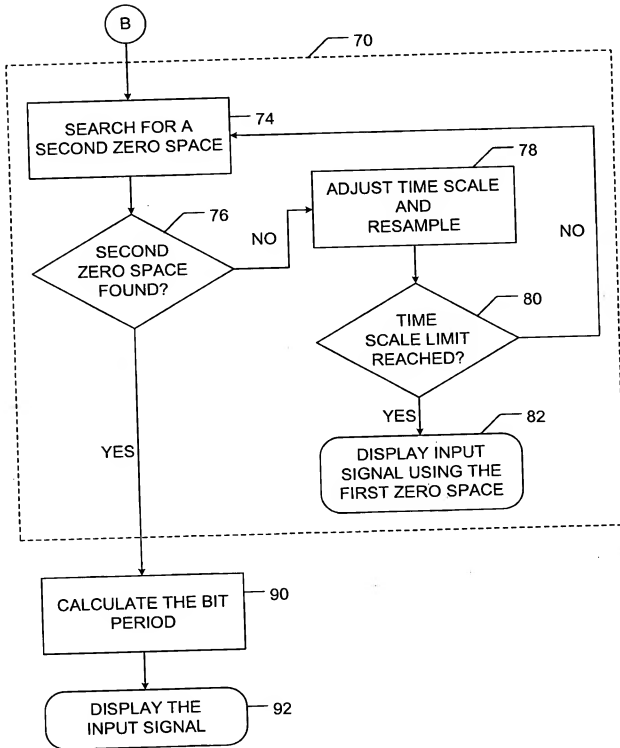 B
70
SEARCH FOR A
SECOND ZERO SPACE
74
78
ADJUST TIME SCALE
AND
RESAMPLE
76
NO
NO
SECOND
ZERO SPACE
FOUND?
80
TIME
SCALE LIMIT
REACHED?
YES
82
YES
DISPLAY INPUT
SIGNAL USING THE
FIRST ZERO SPACE
CALCULATE THE BIT
PERIOD
90
DISPLAY THE
INPUT SIGNAL
92